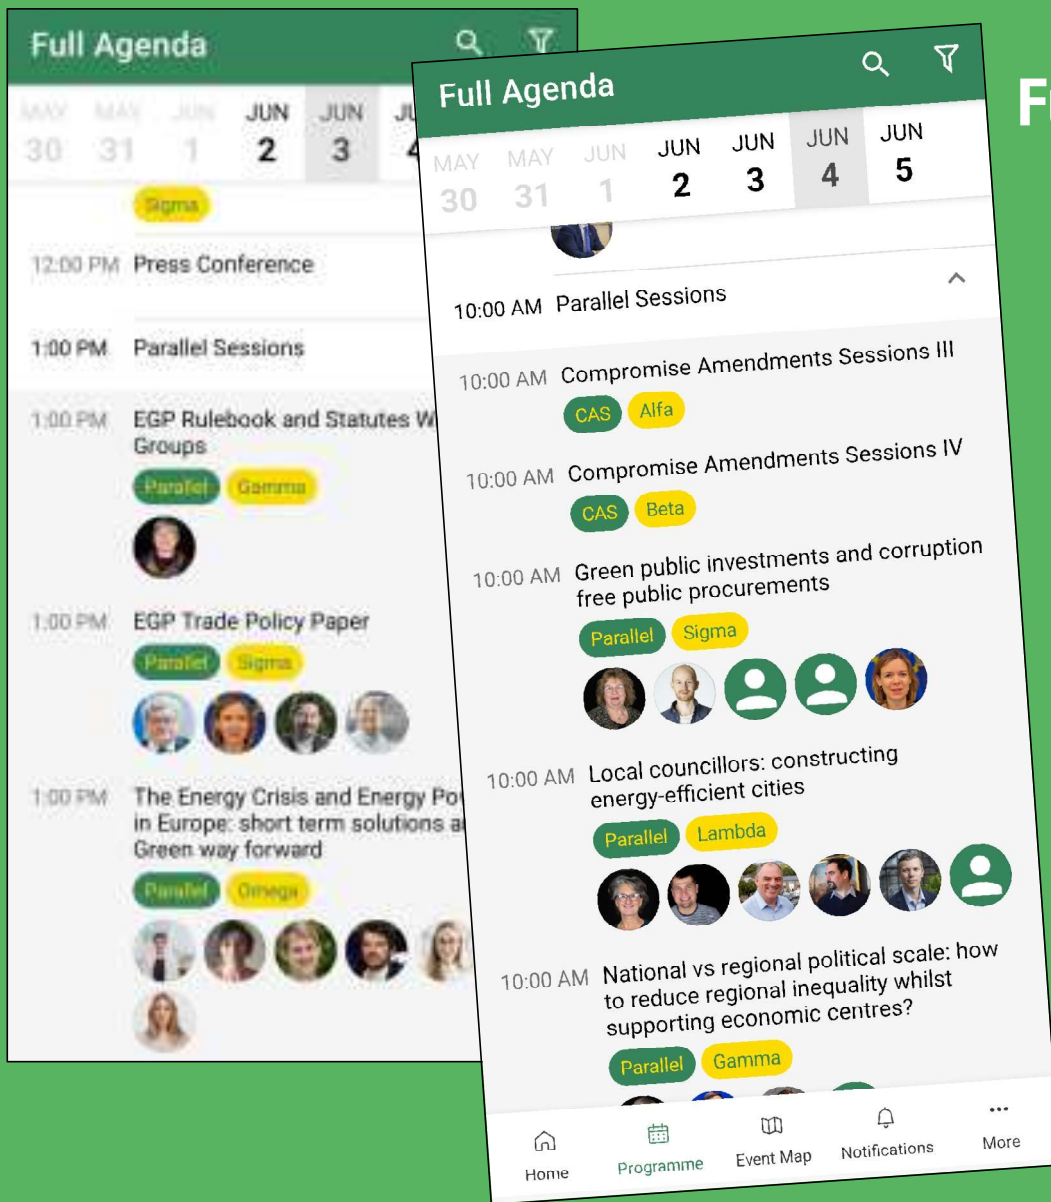 Full Agenda
MAY MAY JUN JUN JUN
30 31 1 2 3
Sigma
12:00 PM Press Conference
1:00 PM Parallel Sessions
1:00 PM EGP Rulebook and Statutes
Groups
Parallel Gamma
1:00 PM EGP Trade Policy Paper
Parallel Sigma
1:00 PM The Energy Crisis and Energy
in Europe: short term solutions
Green way forward
Parallel Omega
Full Agenda
MAY MAY JUN JUN JUN JUN JUN
30 31 1 2 3 4 5
10:00 AM Parallel Sessions
10:00 AM Compromise Amendments Sessions III
CAS Alfa
10:00 AM Compromise Amendments Sessions IV
CAS Beta
10:00 AM Green public investments and corruption
free public procurements
Parallel Sigma
10:00 AM Local councillors: constructing
energy-efficient cities
Parallel Lambda
10:00 AM National vs regional political scale: how
to reduce regional inequality whilst
supporting economic centres?
Parallel Gamma
Home Programme Event Map Notifications More